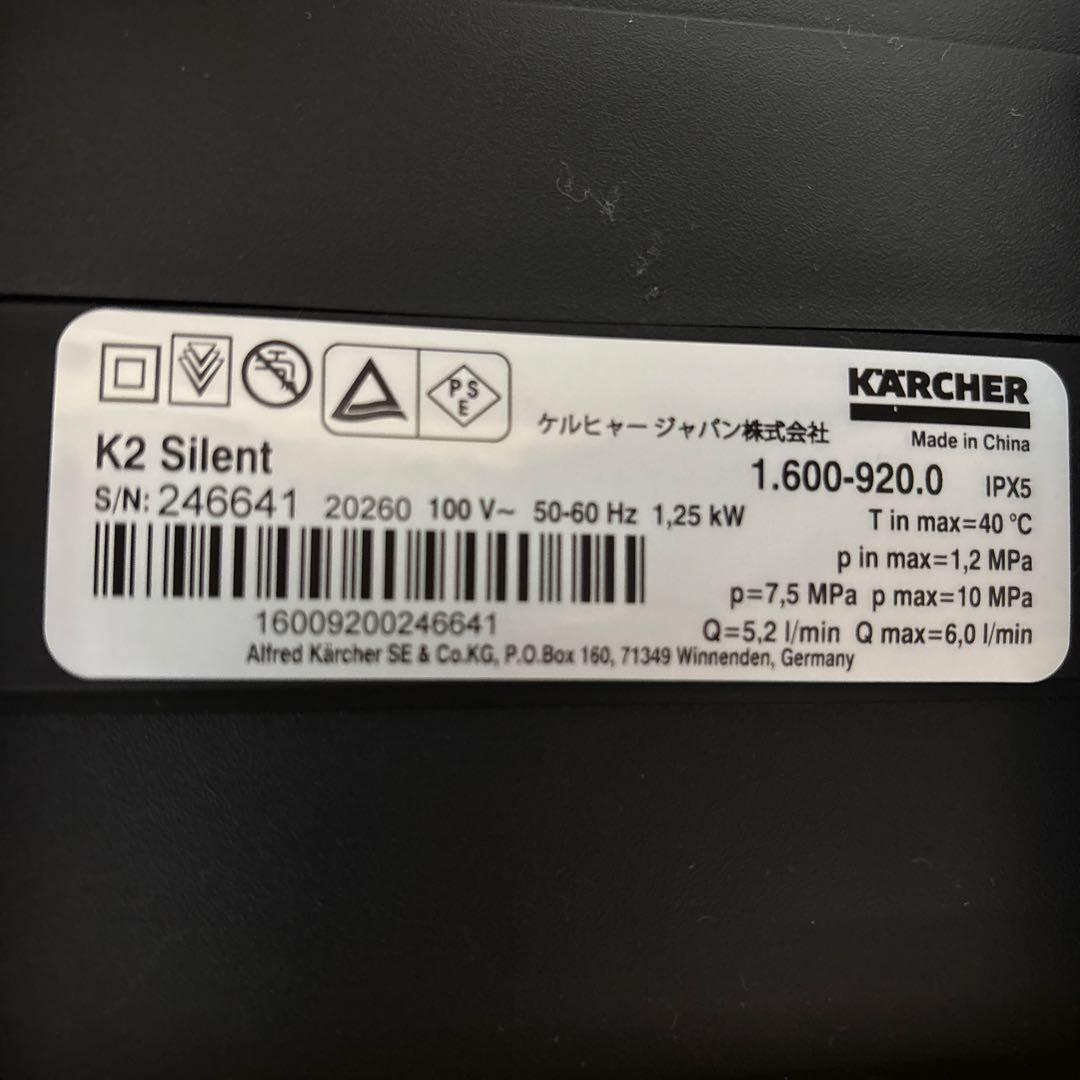 P S E
ケルヒャー ジャパン株式会社
KÄRCHER
Made in China
K2 Silent
1.600-920.0 IPX5
S/N: 246641 20260 100 V~ 50-60 Hz 1,25 kW
T in max=40 °C
p in max=1,2 MPa
p=7,5 MPa p max=10 MPa
16009200246641
Q=5,2 l/min Q max=6,0 l/min
Alfred Kärcher SE & Co.KG, P.O.Box 160, 71349 Winnenden, Germany